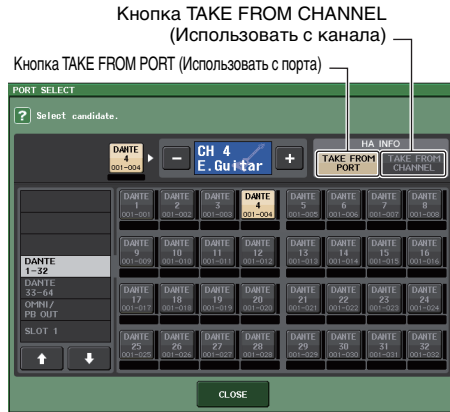 Кнопка TAKE FROM CHANNEL
(Использовать с канала)
Кнопка TAKE FROM PORT (Использовать с порта)
PORT SELECT
? Select candidate.
HA INFO
DANTE
4
001-004
−
CH 4
E.Guitar
+
TAKE FROM
PORT
TAKE FROM
CHANNEL
DANTE 1 001-001
DANTE 2 001-002
DANTE 3 001-003
DANTE 4 001-004
DANTE 5 001-005
DANTE 6 001-006
DANTE 7 001-007
DANTE 8 001-008
DANTE 9 001-009
DANTE 10 001-010
DANTE 11 001-011
DANTE 12 001-012
DANTE 13 001-013
DANTE 14 001-014
DANTE 15 001-015
DANTE 16 001-016
DANTE 17 001-017
DANTE 18 001-018
DANTE 19 001-019
DANTE 20 001-020
DANTE 21 001-021
DANTE 22 001-022
DANTE 23 001-023
DANTE 24 001-024
DANTE 25 001-025
DANTE 26 001-026
DANTE 27 001-027
DANTE 28 001-028
DANTE 29 001-029
DANTE 30 001-030
DANTE 31 001-031
DANTE 32 001-032
DANTE
1-32
DANTE
33-64
OMNI/
PB OUT
SLOT 1
CLOSE